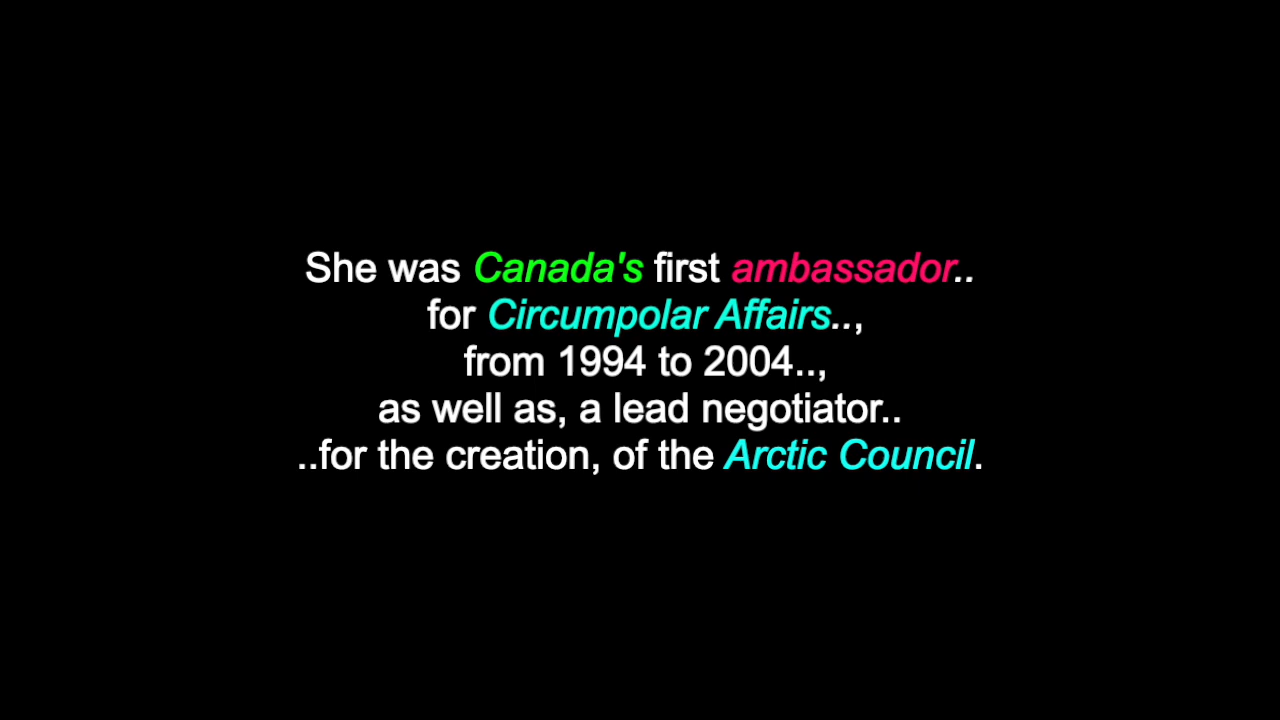 She was Canada's first ambassador..
for Circumpolar Affairs..,
from 1994 to 2004..,
as well as, a lead negotiator..
..for the creation, of the Arctic Council.